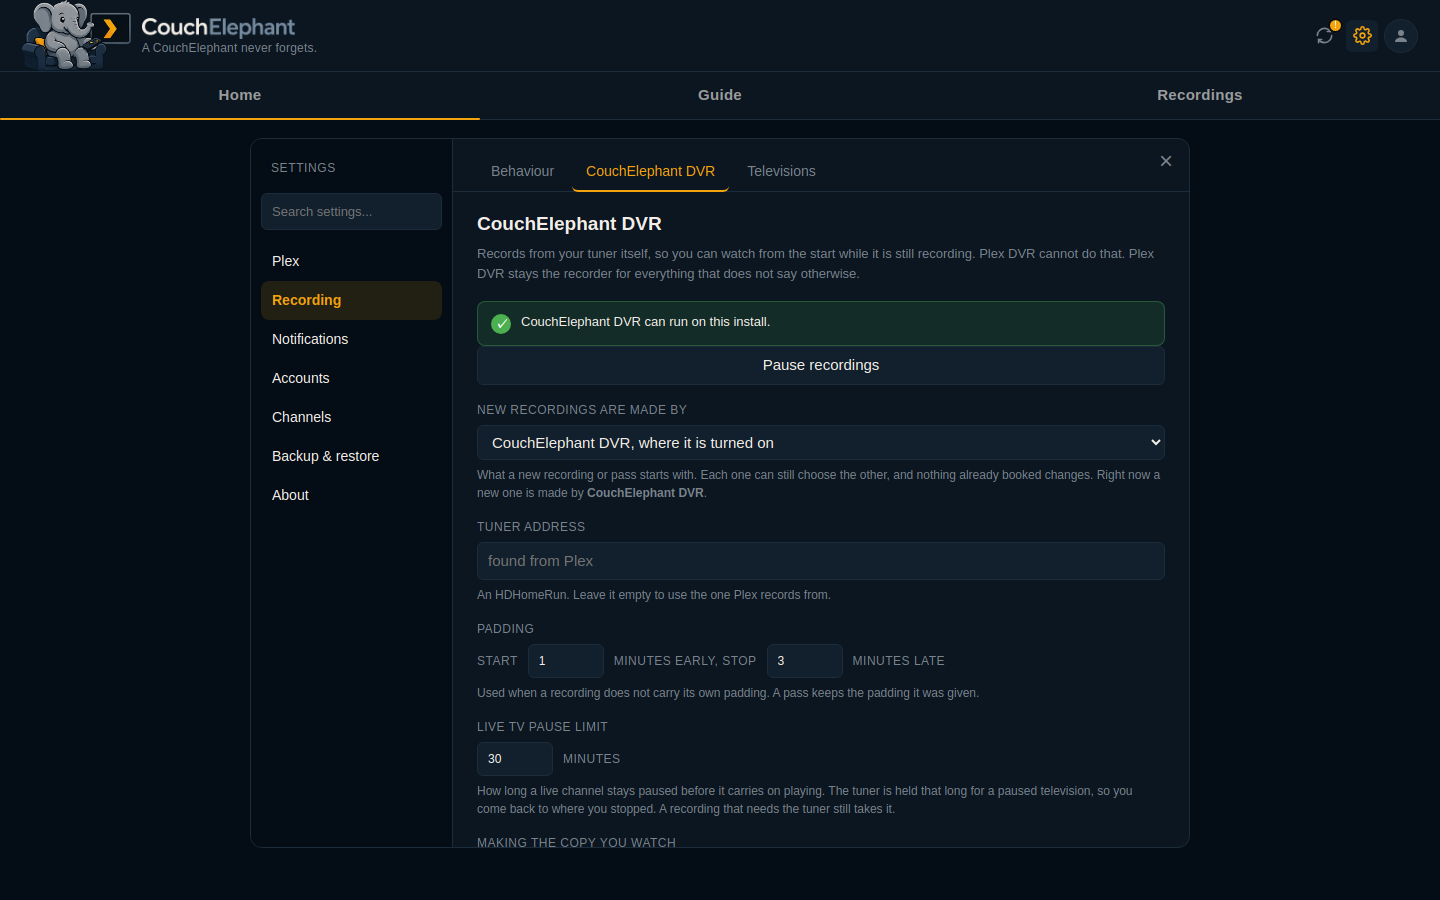 CouchElephant
A CouchElephant never forgets.
Home
Guide
Recordings
SETTINGS
Search settings...
Plex
Recording
Notifications
Accounts
Channels
Backup & restore
About
Behaviour
CouchElephant DVR
Televisions
CouchElephant DVR
Records from your tuner itself, so you can watch from the start while it is still recording. Plex DVR cannot do that. Plex
DVR stays the recorder for everything that does not say otherwise.
CouchElephant DVR can run on this install.
Pause recordings
NEW RECORDINGS ARE MADE BY
CouchElephant DVR, where it is turned on
What a new recording or pass starts with. Each one can still choose the other, and nothing already booked changes. Right now a
new one is made by CouchElephant DVR.
TUNER ADDRESS
found from Plex
An HDHomeRun. Leave it empty to use the one Plex records from.
PADDING
START 1 MINUTES EARLY, STOP 3 MINUTES LATE
Used when a recording does not carry its own padding. A pass keeps the padding it was given.
LIVE TV PAUSE LIMIT
30 MINUTES
How long a live channel stays paused before it carries on playing. The tuner is held that long for a paused television, so you
come back to where you stopped. A recording that needs the tuner still takes it.
MAKING THE COPY YOU WATCH